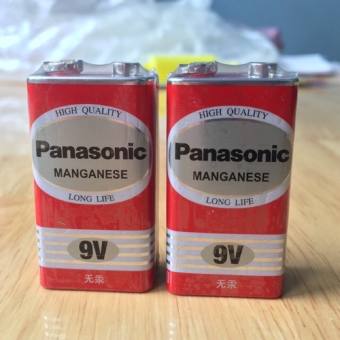 HIGH QUALITY
Panasonic
MANGANESE
LONG LIFE
9V
无汞
HIGH QUALITY
Panasonic
MANGANESE
LONG LIFE
9V
无汞